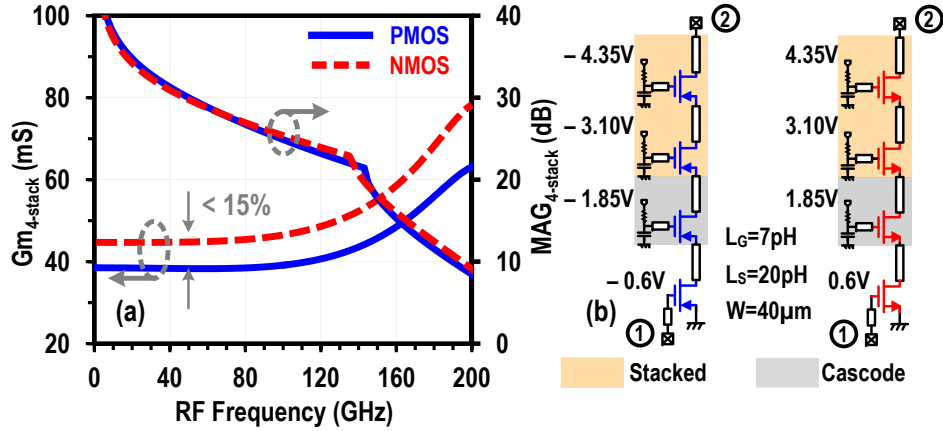 100
80
60
40
20
Gm4-stack (mS)
40
30
20
10
0
MAG4-stack (dB)
PMOS
NMOS
< 15%
(a)
0 40 80 120 160 200
RF Frequency (GHz)
②
②
– 4.35V
4.35V
– 3.10V
3.10V
– 1.85V
1.85V
LG=7pH
LS=20pH
W=40µm
– 0.6V
0.6V
(b)
①
①
Stacked
Cascode